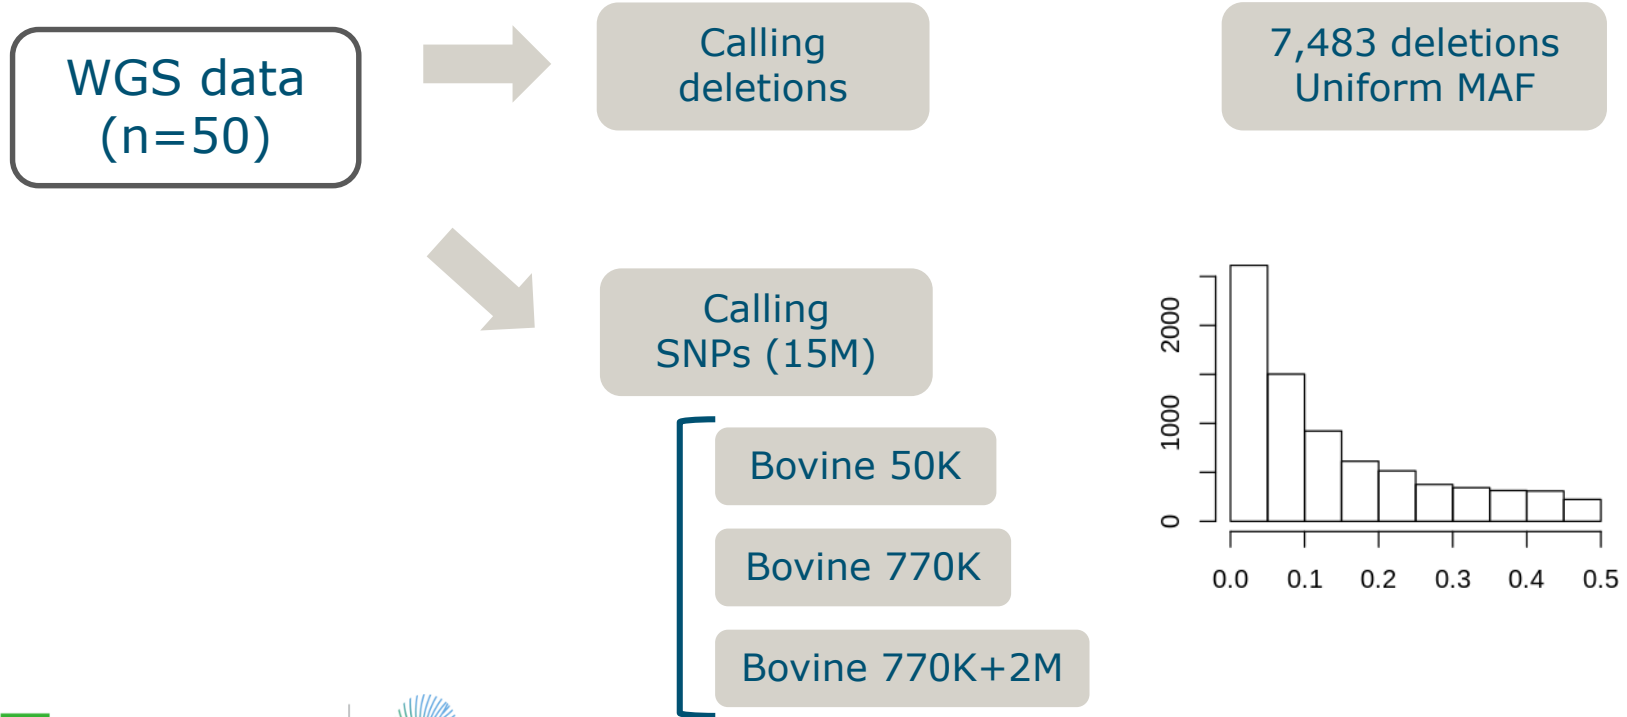 WGS data
(n=50)
Calling
deletions
7,483 deletions
Uniform MAF
Calling
SNPs (15M)
Bovine 50K
Bovine 770K
Bovine 770K+2M
2000
1000
0
0.0 0.1 0.2 0.3 0.4 0.5